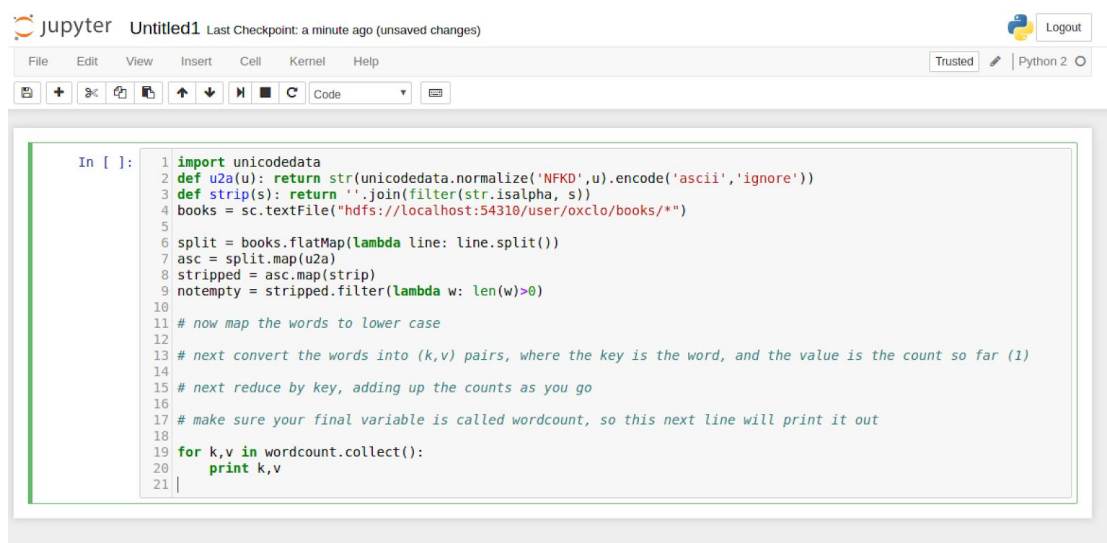 jupyter Untitled1 Last Checkpoint: a minute ago (unsaved changes)
Logout
File Edit View Insert Cell Kernel Help
Trusted Python 2
Code
In [ ]:
1 import unicodedata
2 def u2a(u): return str(unicodedata.normalize('NFKD',u).encode('ascii','ignore'))
3 def strip(s): return ''.join(filter(str.isalpha, s))
4 books = sc.textFile("hdfs://localhost:54310/user/oxclo/books/*")
5
6 split = books.flatMap(lambda line: line.split())
7 asc = split.map(u2a)
8 stripped = asc.map(strip)
9 notempty = stripped.filter(lambda w: len(w)>0)
10
11 # now map the words to lower case
12
13 # next convert the words into (k,v) pairs, where the key is the word, and the value is the count so far (1)
14
15 # next reduce by key, adding up the counts as you go
16
17 # make sure your final variable is called wordcount, so this next line will print it out
18
19 for k,v in wordcount.collect():
20     print k,v
21